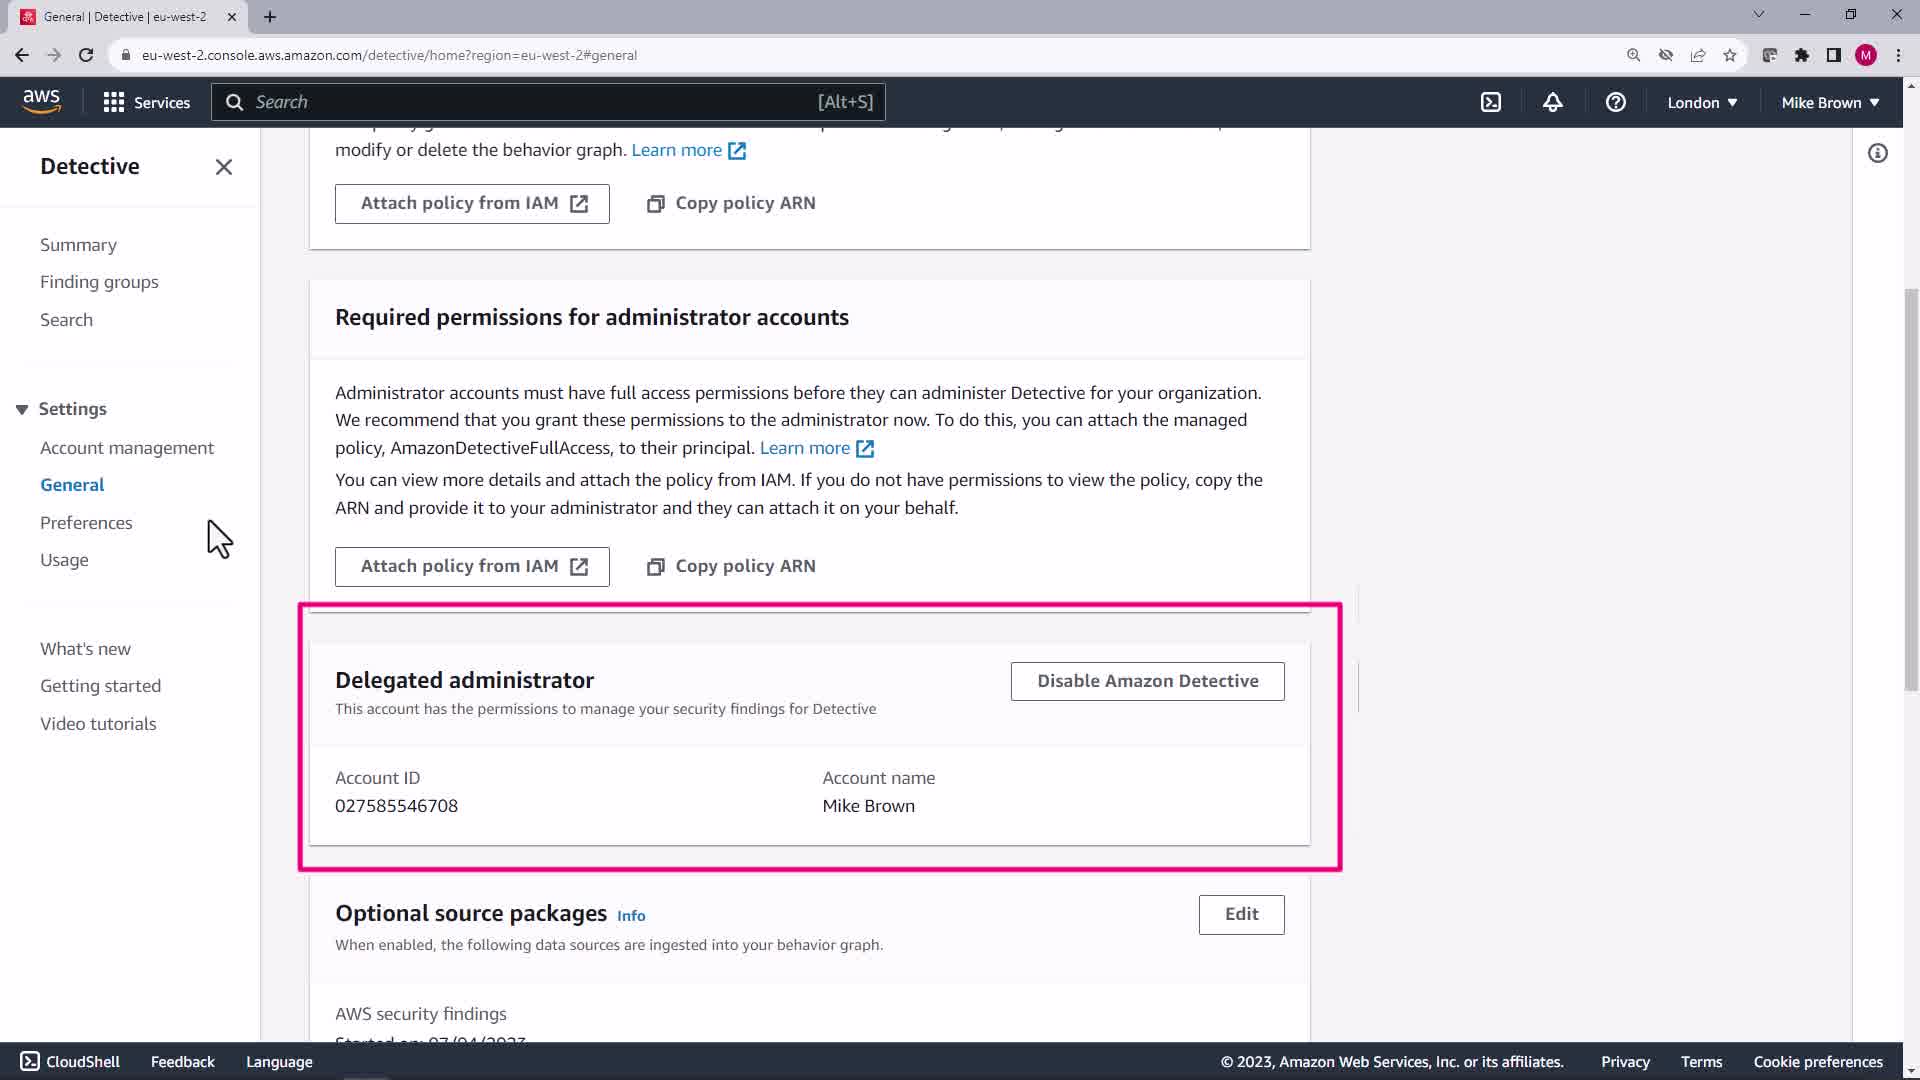 General | Detective | eu-west-2
eu-west-2.console.aws.amazon.com/detective/home?region=eu-west-2#general
M
aws
Services
Search
[Alt+S]
London
Mike Brown
Detective
Summary
Finding groups
Search
Settings
Account management
General
Preferences
Usage
What's new
Getting started
Video tutorials
modify or delete the behavior graph. Learn more
Attach policy from IAM
Copy policy ARN
Required permissions for administrator accounts
Administrator accounts must have full access permissions before they can administer Detective for your organization.
We recommend that you grant these permissions to the administrator now. To do this, you can attach the managed
policy, AmazonDetectiveFullAccess, to their principal. Learn more
You can view more details and attach the policy from IAM. If you do not have permissions to view the policy, copy the
ARN and provide it to your administrator and they can attach it on your behalf.
Attach policy from IAM
Copy policy ARN
Delegated administrator
Disable Amazon Detective
This account has the permissions to manage your security findings for Detective
Account ID
Account name
027585546708
Mike Brown
Optional source packages Info
Edit
When enabled, the following data sources are ingested into your behavior graph.
AWS security findings
Started on: 07/04/2023
CloudShell
Feedback
Language
© 2023, Amazon Web Services, Inc. or its affiliates.
Privacy
Terms
Cookie preferences